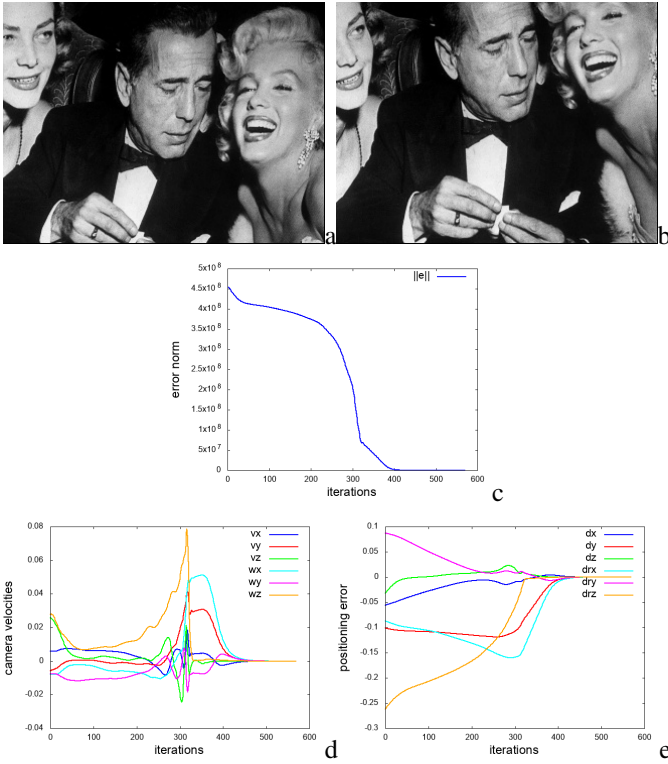 a
b
5x10 8
4.5x10 8
4x10 8
3.5x10 8
3x10 8
2.5x10 8
2x10 8
1.5x10 8
1x10 8
5x10 7
0
0 100 200 300 400 500 600
error norm
iterations
||e||
c
0.08
0.06
0.04
0.02
0
-0.02
-0.04
0 100 200 300 400 500 600
camera velocities
iterations
vx
vy
vz
wx
wy
wz
d
0.1
0.05
0
-0.05
-0.1
-0.15
-0.2
-0.25
-0.3
0 100 200 300 400 500 600
positioning error
iterations
dx
dy
dz
drx
dry
drz
e